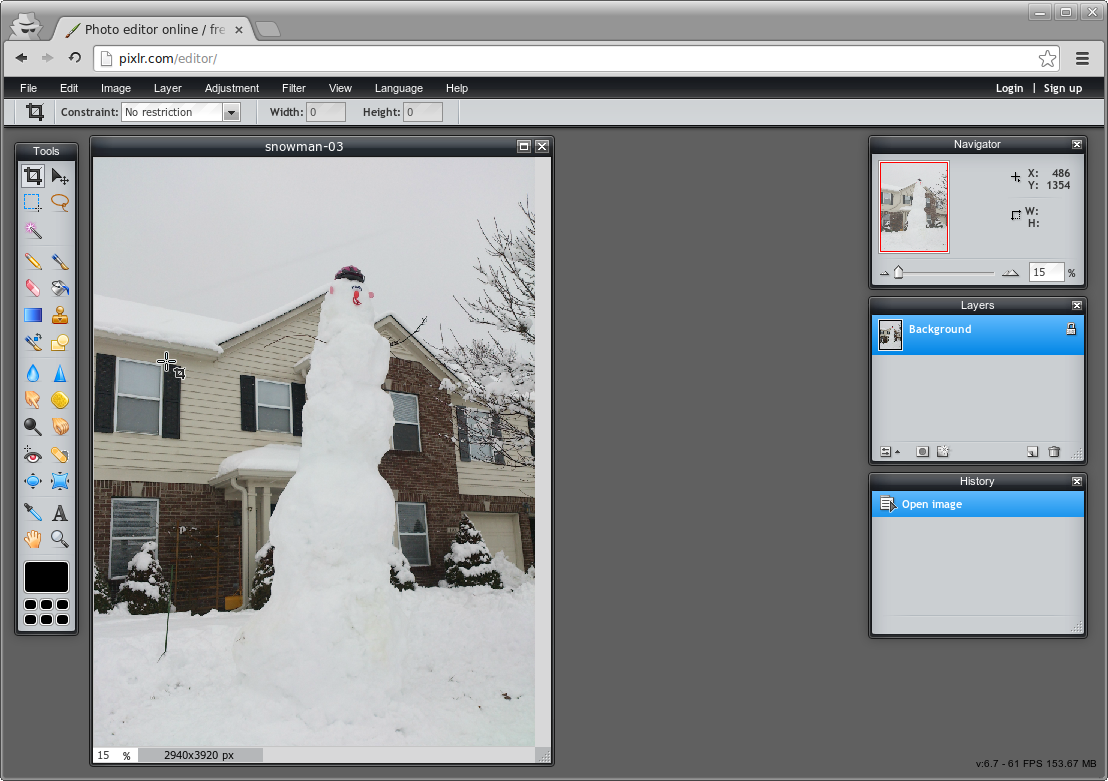 Photo editor online / fre
pixlr.com/editor/
File Edit Image Layer Adjustment Filter View Language Help Login | Sign up
Constraint: No restriction Width: 0 Height: 0
Tools
snowman-03
Navigator
X: 486
Y: 1354
W:
H:
15 %
Layers
Background
History
Open image
15 % 2940x3920 px
v:6.7 - 61 FPS 153.67 MB